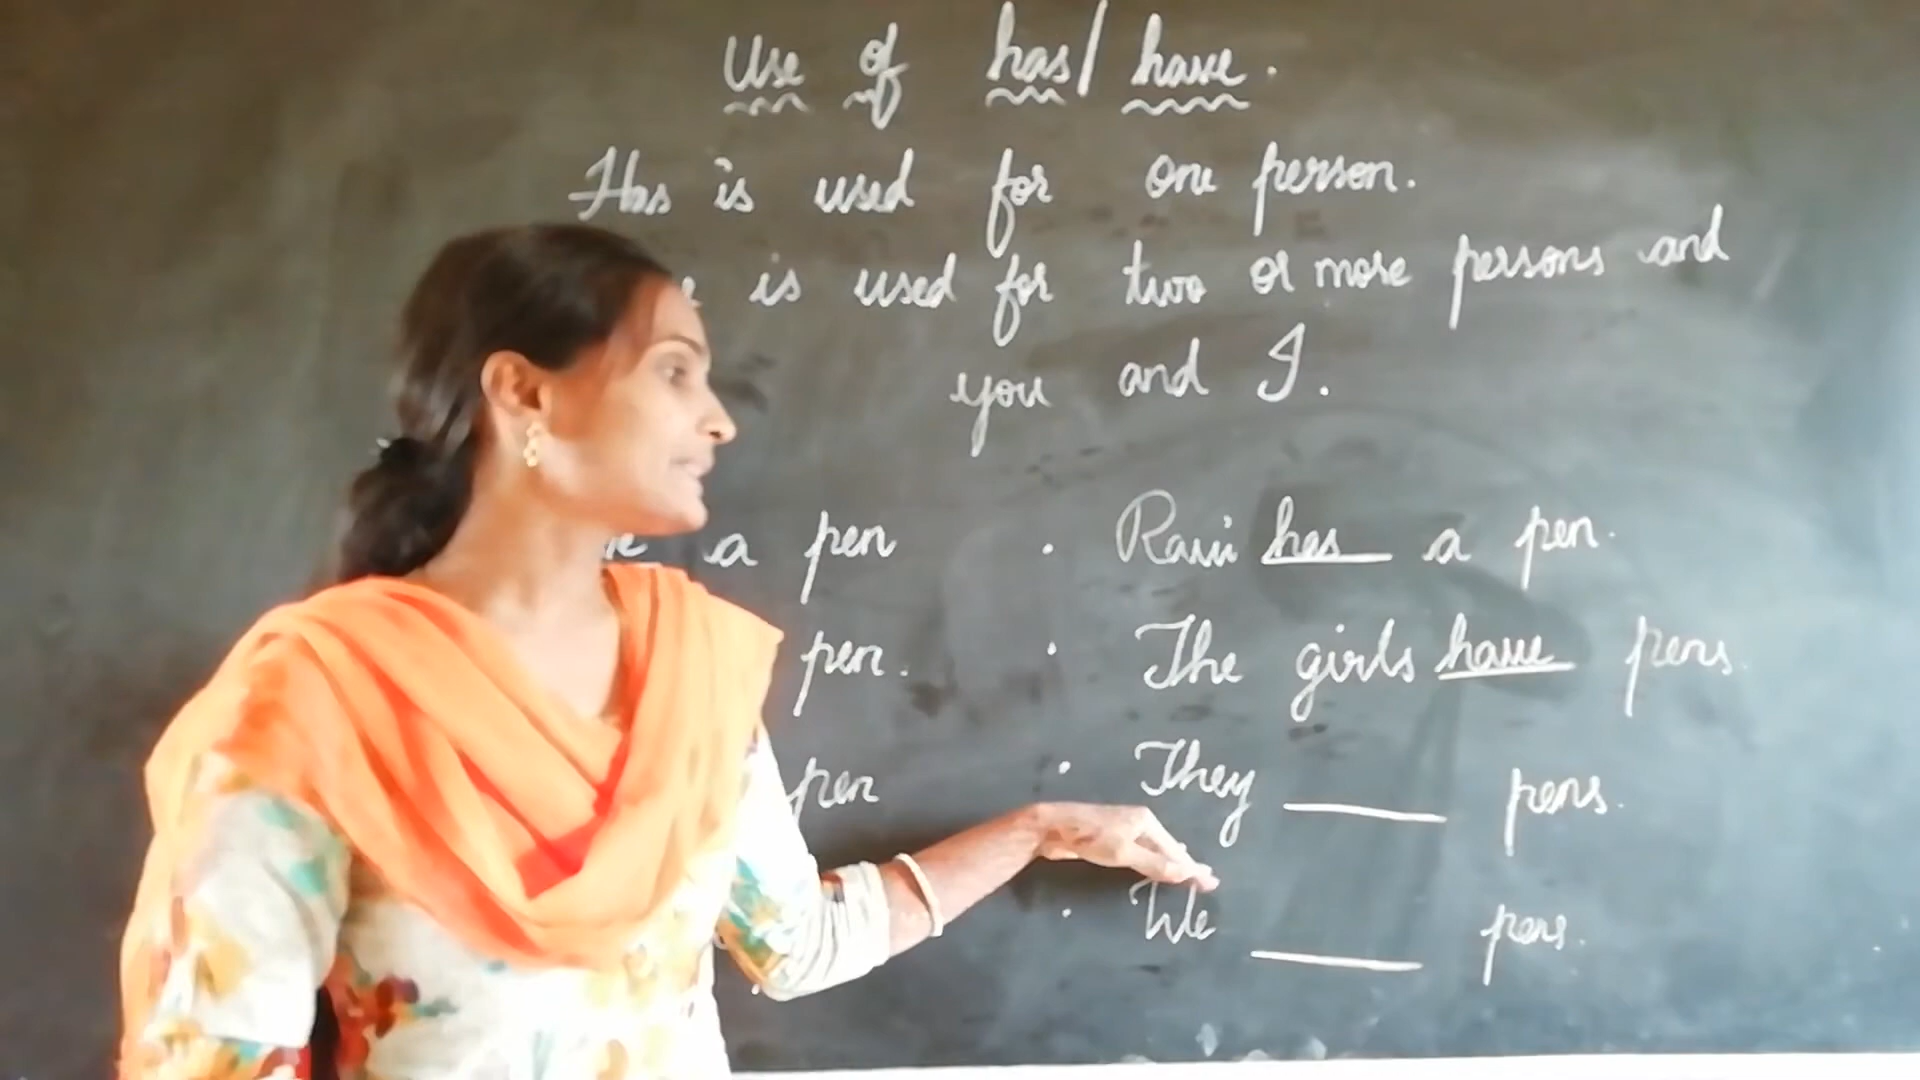 Use of has/have.
Has is used for one person.
is used for two or more persons and
you and I.
a pen
pen.
pen
. Ravi has a pen.
. The girls have pens.
. They ____ pens.
. We ____ pens.